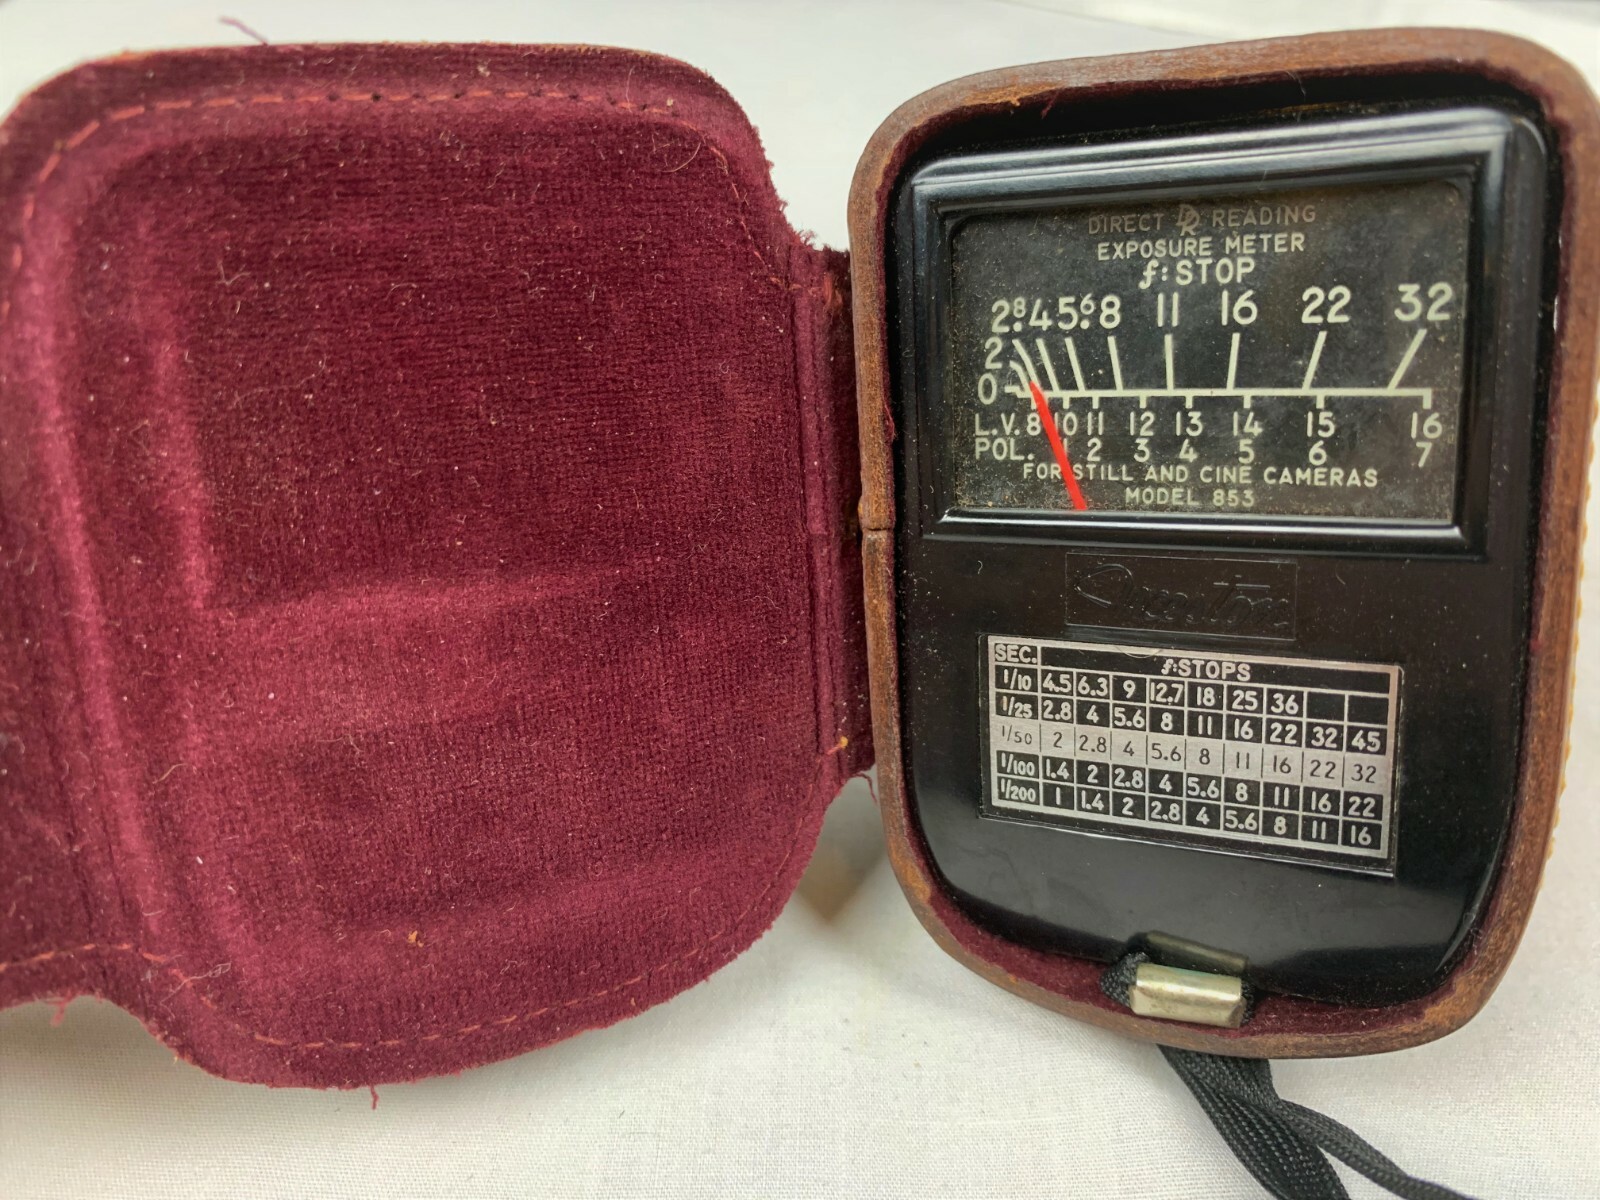 DIRECT DR READING
EXPOSURE METER
f: STOP
2.8 4 5.6 8 11 16 22 32
2
0
L.V. 8 10 11 12 13 14 15 16
POL. 1 2 3 4 5 6 7
FOR STILL AND CINE CAMERAS
MODEL 853
SEC. f:STOPS
1/10 4.5 6.3 9 12.7 18 25 36
1/25 2.8 4 5.6 8 11 16 22 32 45
1/50 2 2.8 4 5.6 8 11 16 22 32
1/100 1.4 2 2.8 4 5.6 8 11 16 22
1/200 1 1.4 2 2.8 4 5.6 8 11 16